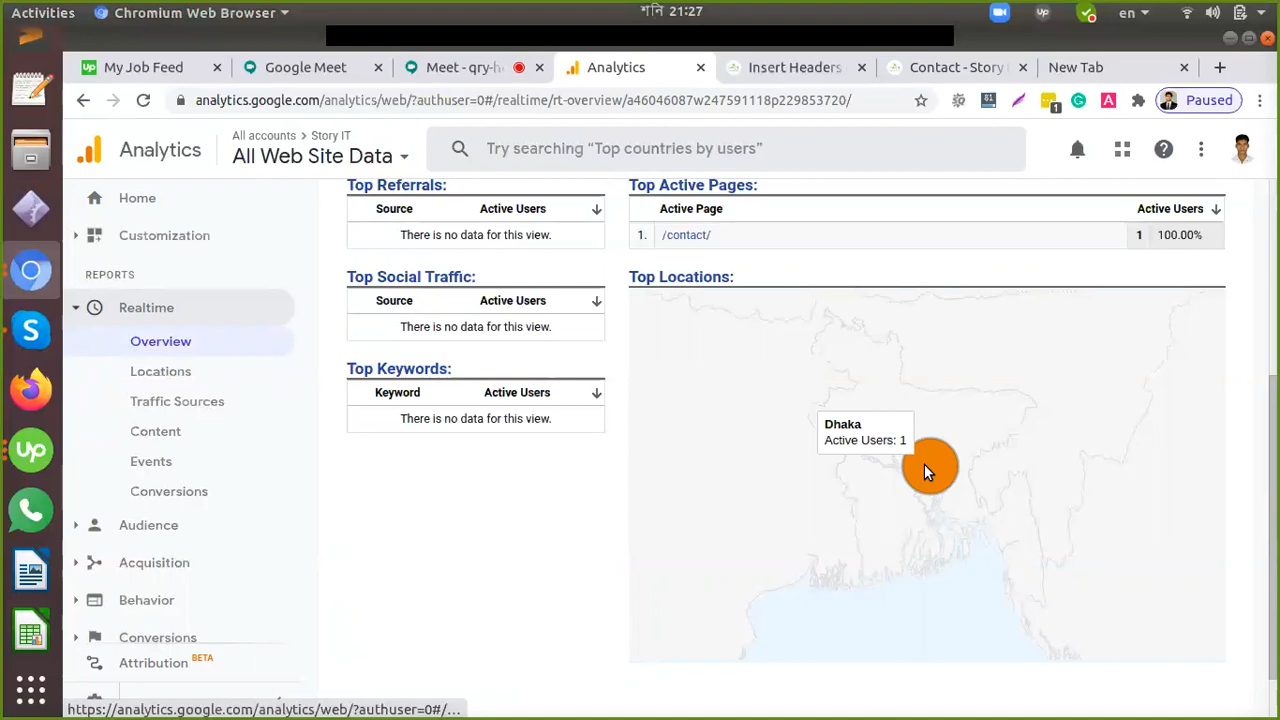 Activities
Chromium Web Browser
শনি 21:27
en
My Job Feed
Google Meet
Meet - qry-h
Analytics
Insert Headers
Contact - Story I
New Tab
analytics.google.com/analytics/web/?authuser=0#/realtime/rt-overview/a46046087w247591118p229853720/
Paused
Analytics
All accounts > Story IT
All Web Site Data
Try searching “Top countries by users”
Home
Customization
REPORTS
Realtime
Overview
Locations
Traffic Sources
Content
Events
Conversions
Audience
Acquisition
Behavior
Conversions
Attribution BETA
Top Referrals:
Source Active Users
There is no data for this view.
Top Social Traffic:
Source Active Users
There is no data for this view.
Top Keywords:
Keyword Active Users
There is no data for this view.
Top Active Pages:
Active Page Active Users
1. /contact/ 1 100.00%
Top Locations:
Dhaka
Active Users: 1
https://analytics.google.com/analytics/web/?authuser=0#/...